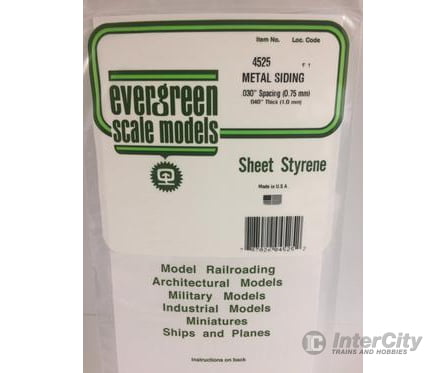 Item No. Loc. Code
4525 F 1
METAL SIDING
.030" Spacing (0.75 mm)
.040" Thick (1.0 mm)
evergreen
scale models
Sheet Styrene
Made in U.S.A.
Model Railroading
Architectural Models
Military Models
Industrial Models
Miniatures
Ships and Planes
Instructions on back
InterCity
TRAINS AND HOBBIES